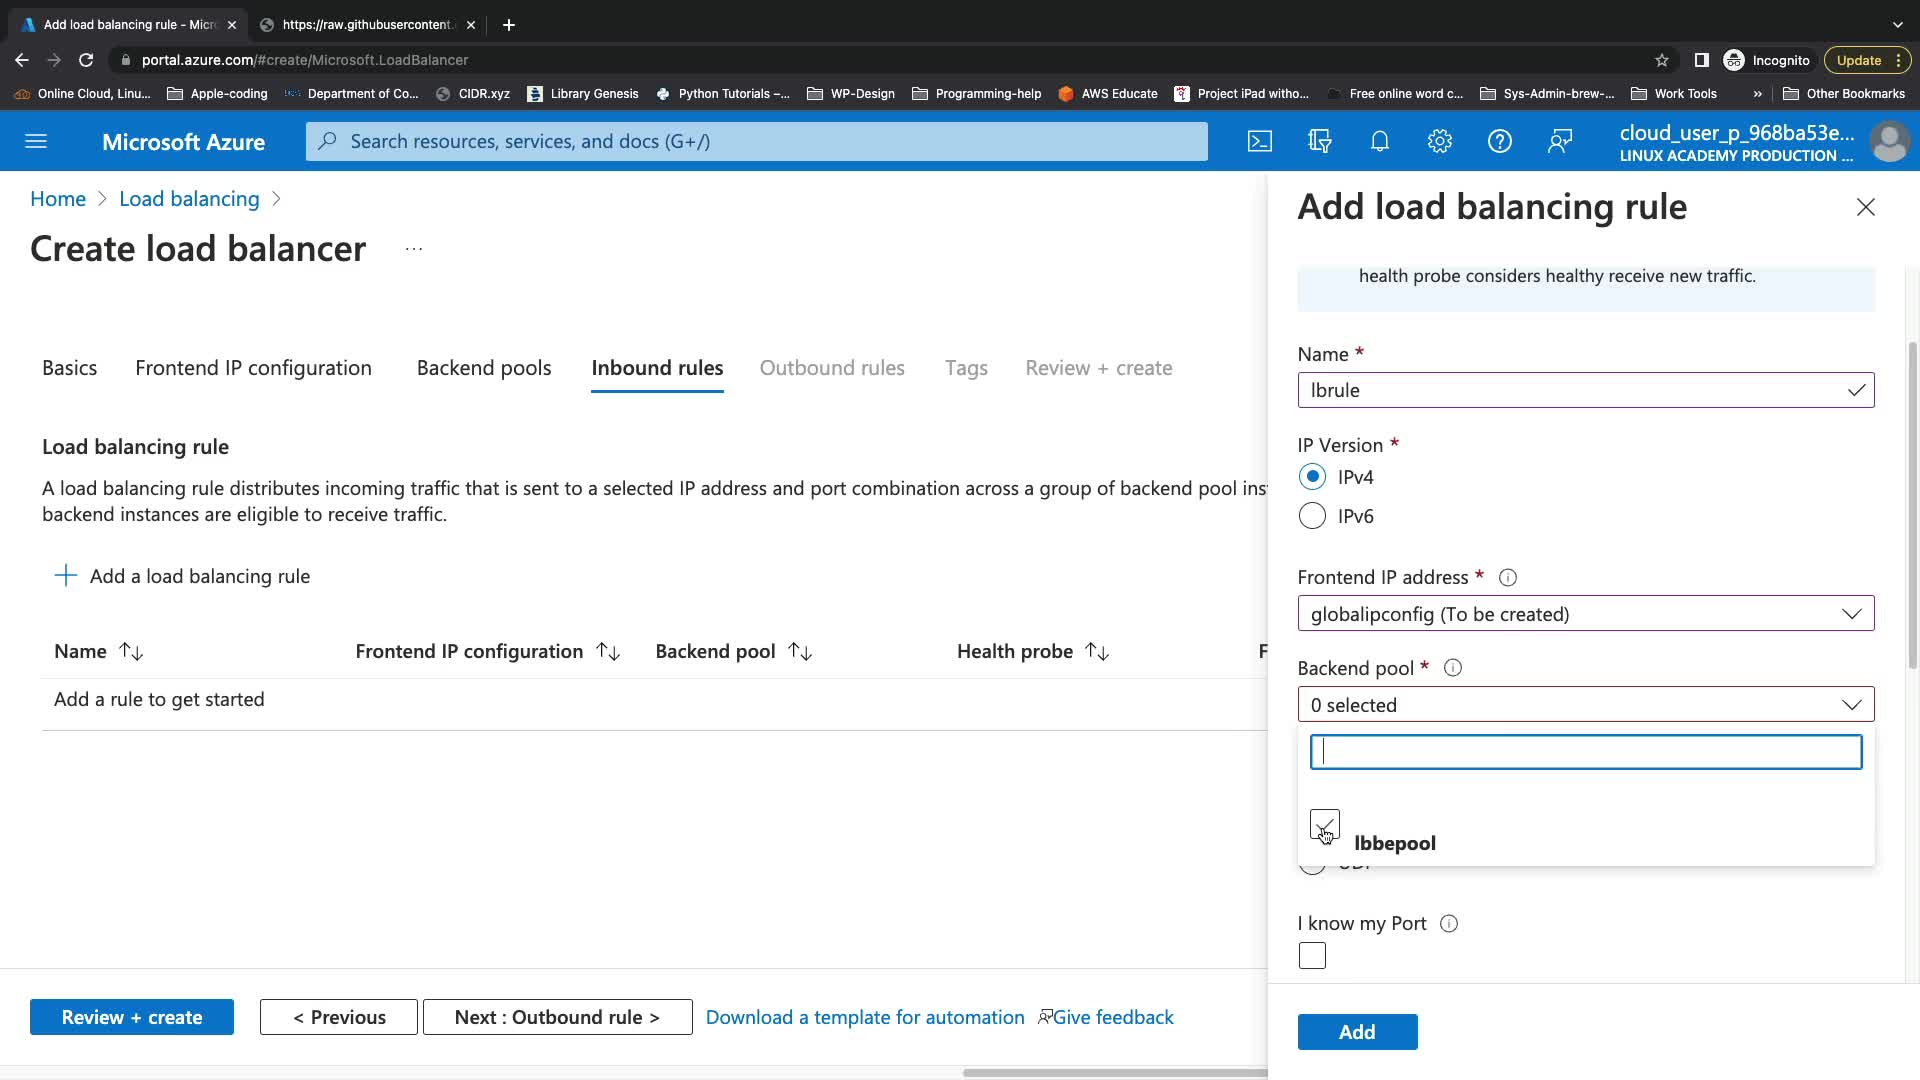 Add load balancing rule - Micr
https://raw.githubusercontent.
portal.azure.com/#create/Microsoft.LoadBalancer
Incognito
Update
Online Cloud, Linu...
Apple-coding
Department of Co...
CIDR.xyz
Library Genesis
Python Tutorials –...
WP-Design
Programming-help
AWS Educate
Project iPad witho...
Free online word c...
Sys-Admin-brew-...
Work Tools
»
Other Bookmarks
Microsoft Azure
Search resources, services, and docs (G+/)
cloud_user_p_968ba53e...
LINUX ACADEMY PRODUCTION ...
Home > Load balancing >
Create load balancer ...
Basics
Frontend IP configuration
Backend pools
Inbound rules
Outbound rules
Tags
Review + create
Load balancing rule
A load balancing rule distributes incoming traffic that is sent to a selected IP address and port combination across a group of backend pool ins
backend instances are eligible to receive traffic.
+ Add a load balancing rule
Name ↑↓
Frontend IP configuration ↑↓
Backend pool ↑↓
Health probe ↑↓
F
Add a rule to get started
Review + create
< Previous
Next : Outbound rule >
Download a template for automation
Give feedback
Add load balancing rule
health probe considers healthy receive new traffic.
Name *
lbrule
IP Version *
IPv4
IPv6
Frontend IP address *
globalipconfig (To be created)
Backend pool *
0 selected
lbbepool
I know my Port
Add